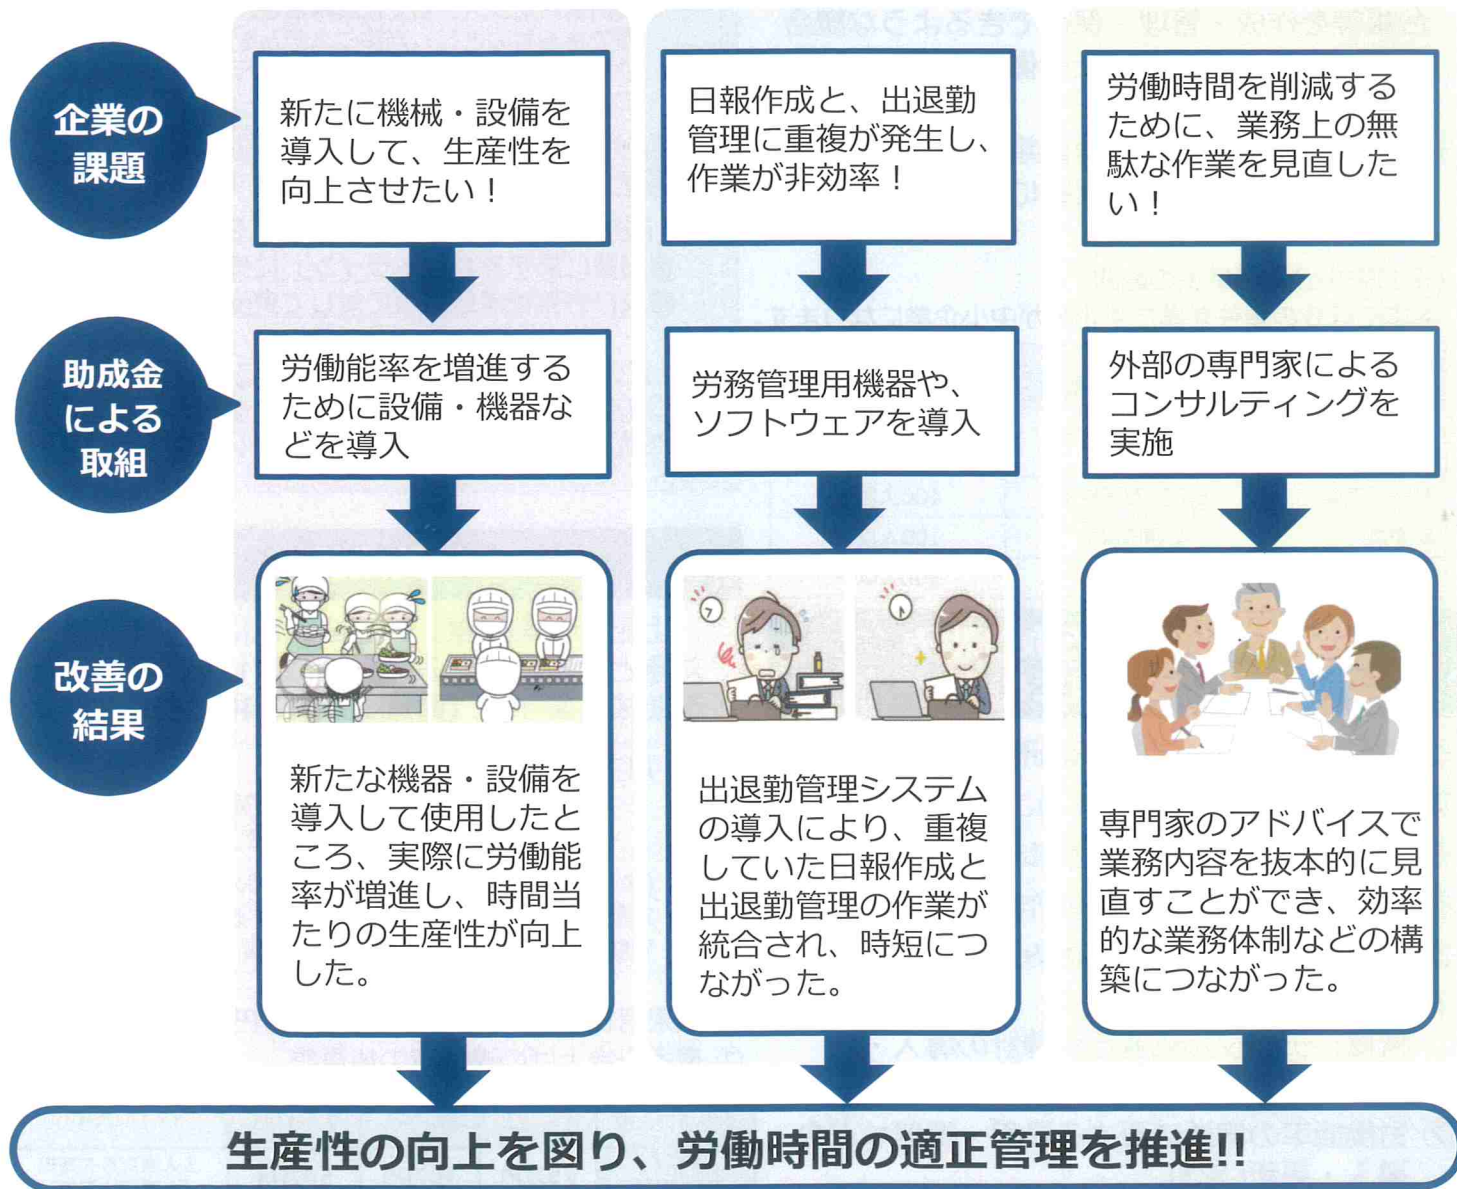 企業の
課題
新たに機械・設備を
導入して、生産性を
向上させたい！
日報作成と、出退勤
管理に重複が発生し、
作業が非効率！
労働時間を削減する
ために、業務上の無
駄な作業を見直した
い！
助成金
による
取組
労働能率を増進する
ために設備・機器な
どを導入
労務管理用機器や、
ソフトウェアを導入
外部の専門家による
コンサルティングを
実施
改善の
結果
新たな機器・設備を
導入して使用したと
ころ、実際に労働能
率が増進し、時間当
たりの生産性が向上
した。
出退勤管理システム
の導入により、重複
していた日報作成と
出退勤管理の作業が
統合され、時短につ
ながった。
専門家のアドバイスで
業務内容を抜本的に見
直すことができ、効率
的な業務体制などの構
築につながった。
生産性の向上を図り、労働時間の適正管理を推進!!